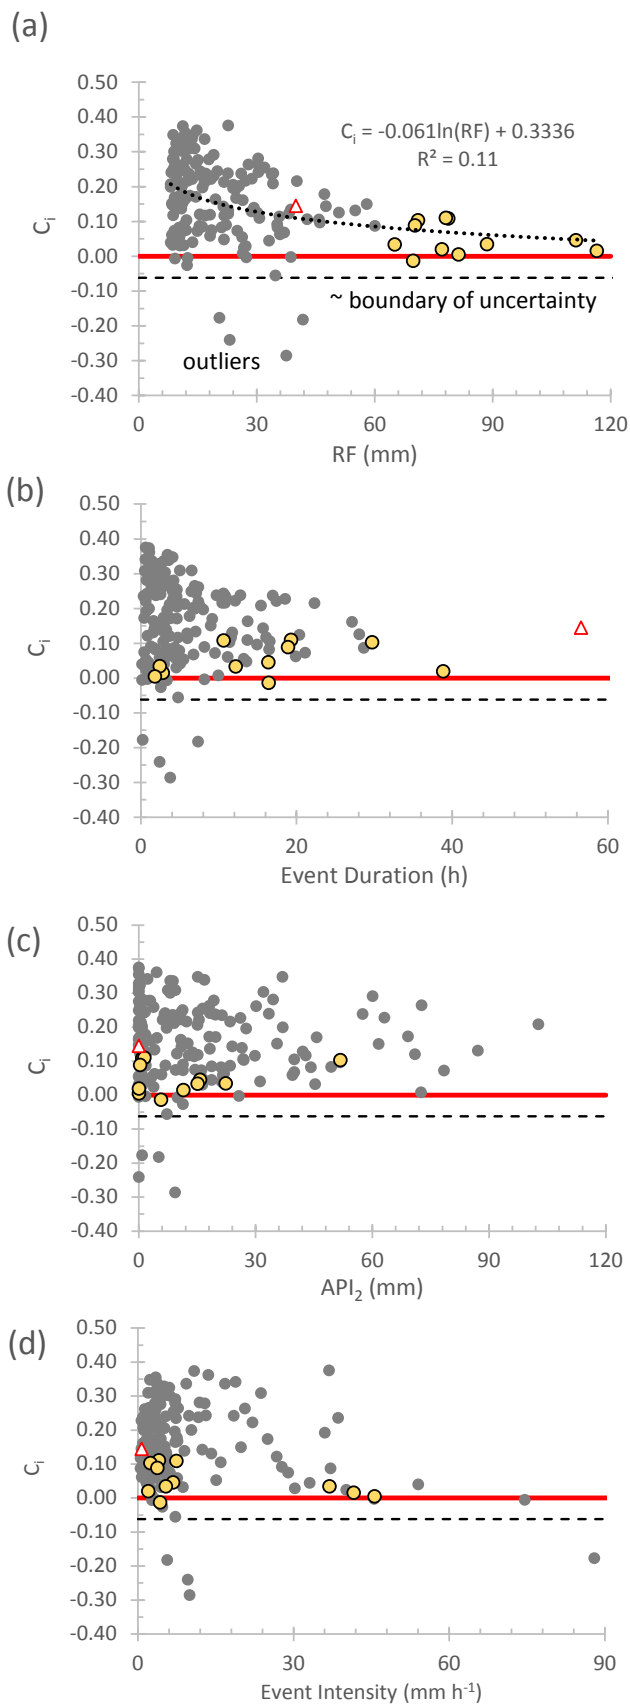 (a)
0.50
0.40
0.30
0.20
0.10
0.00
-0.10
-0.20
-0.30
-0.40
C_i
C_i = -0.061ln(RF) + 0.3336
R² = 0.11
~ boundary of uncertainty
outliers
0 30 60 90 120
RF (mm)
(b)
0.50
0.40
0.30
0.20
0.10
0.00
-0.10
-0.20
-0.30
-0.40
C_i
0 20 40 60
Event Duration (h)
(c)
0.50
0.40
0.30
0.20
0.10
0.00
-0.10
-0.20
-0.30
-0.40
C_i
0 30 60 90 120
API₂ (mm)
(d)
0.50
0.40
0.30
0.20
0.10
0.00
-0.10
-0.20
-0.30
-0.40
C_i
0 30 60 90
Event Intensity (mm h⁻¹)